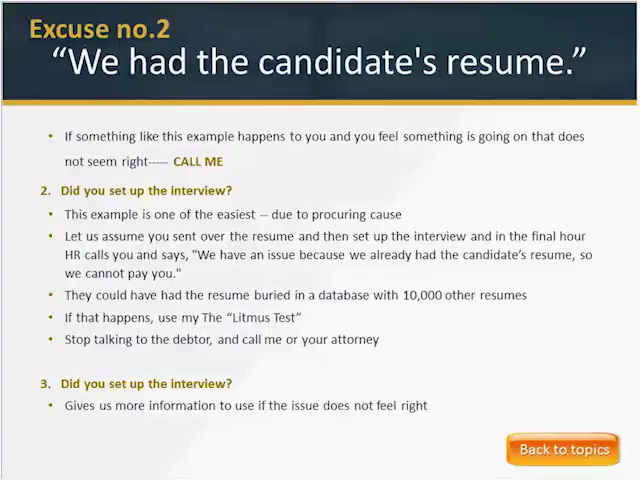 Excuse no.2
“We had the candidate's resume.”
• If something like this example happens to you and you feel something is going on that does
not seem right----- CALL ME
2. Did you set up the interview?
• This example is one of the easiest – due to procuring cause
• Let us assume you sent over the resume and then set up the interview and in the final hour
HR calls you and says, "We have an issue because we already had the candidate’s resume, so
we cannot pay you."
• They could have had the resume buried in a database with 10,000 other resumes
• If that happens, use my The “Litmus Test”
• Stop talking to the debtor, and call me or your attorney
3. Did you set up the interview?
• Gives us more information to use if the issue does not feel right
Back to topics